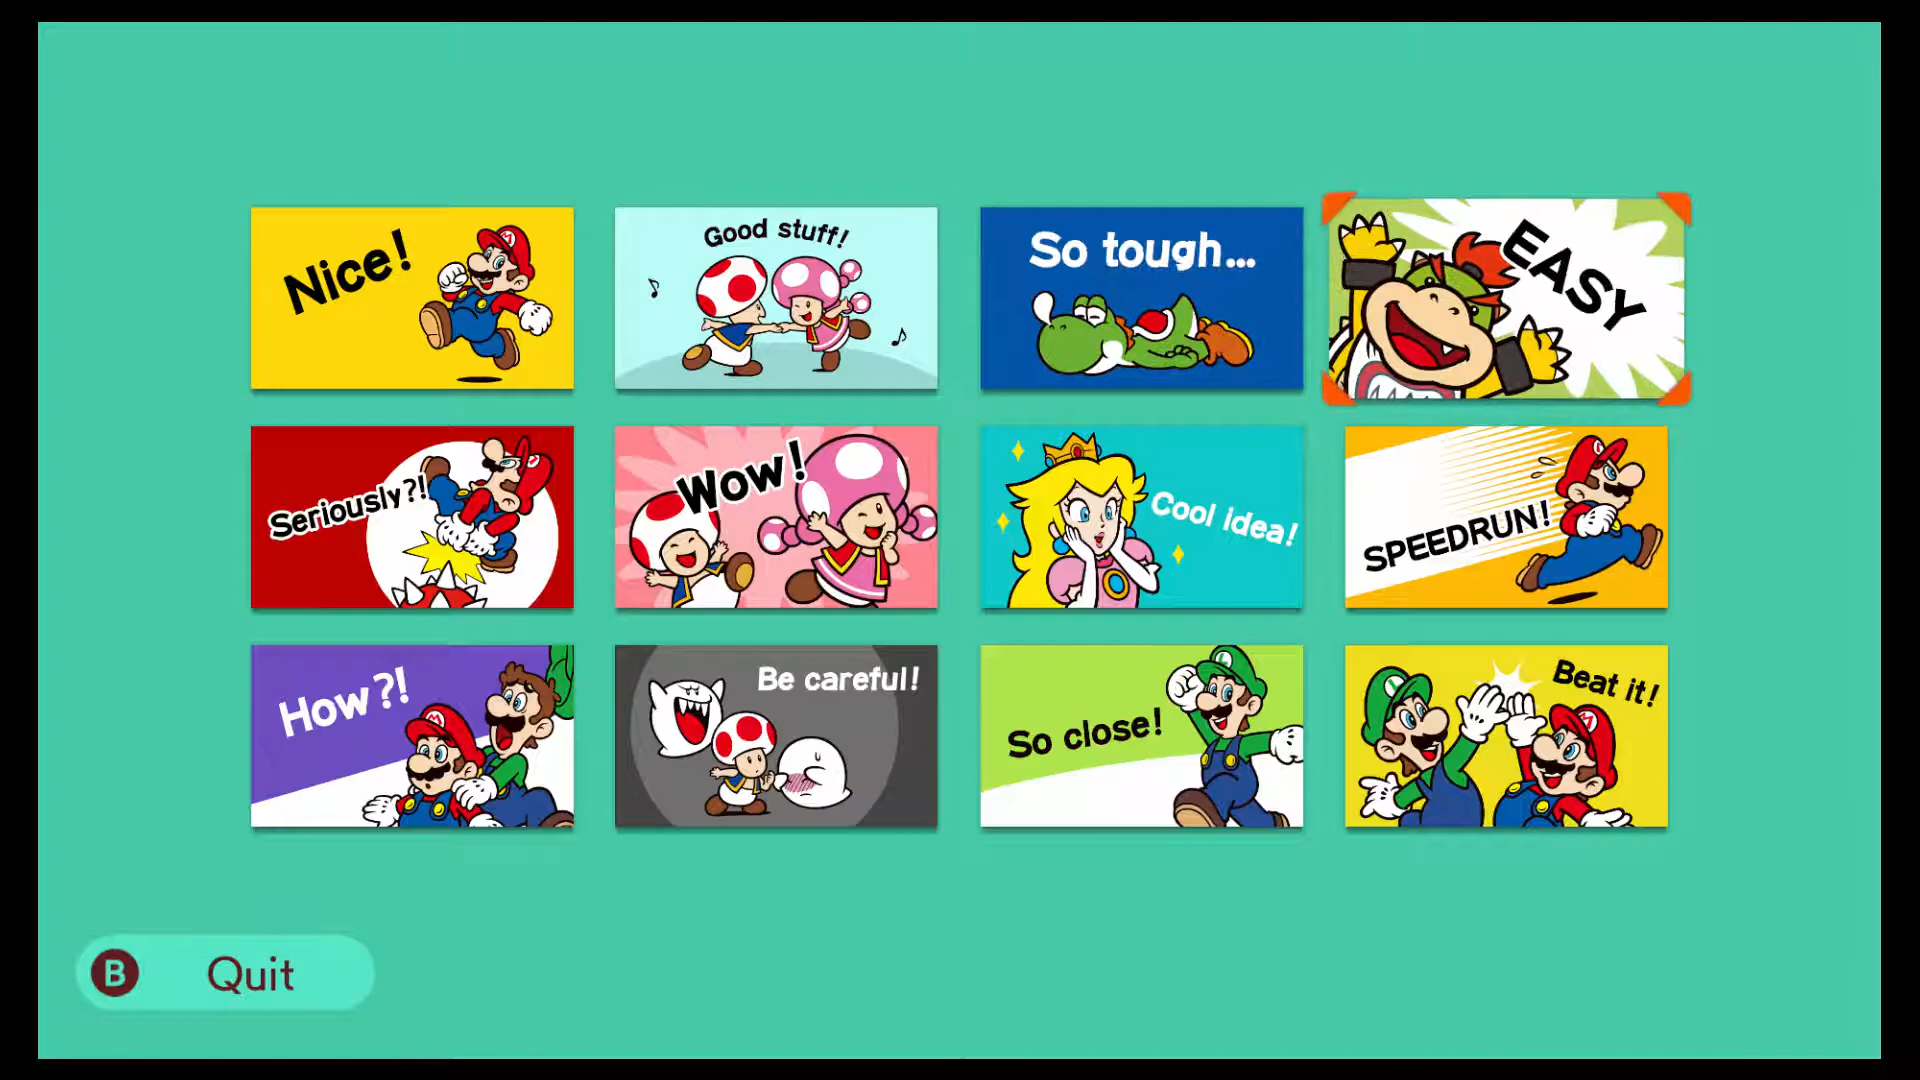 Nice!
Good stuff!
So tough...
EASY
Seriously?!
Wow!
Cool idea!
SPEEDRUN!
How?!
Be careful!
So close!
Beat it!
B Quit